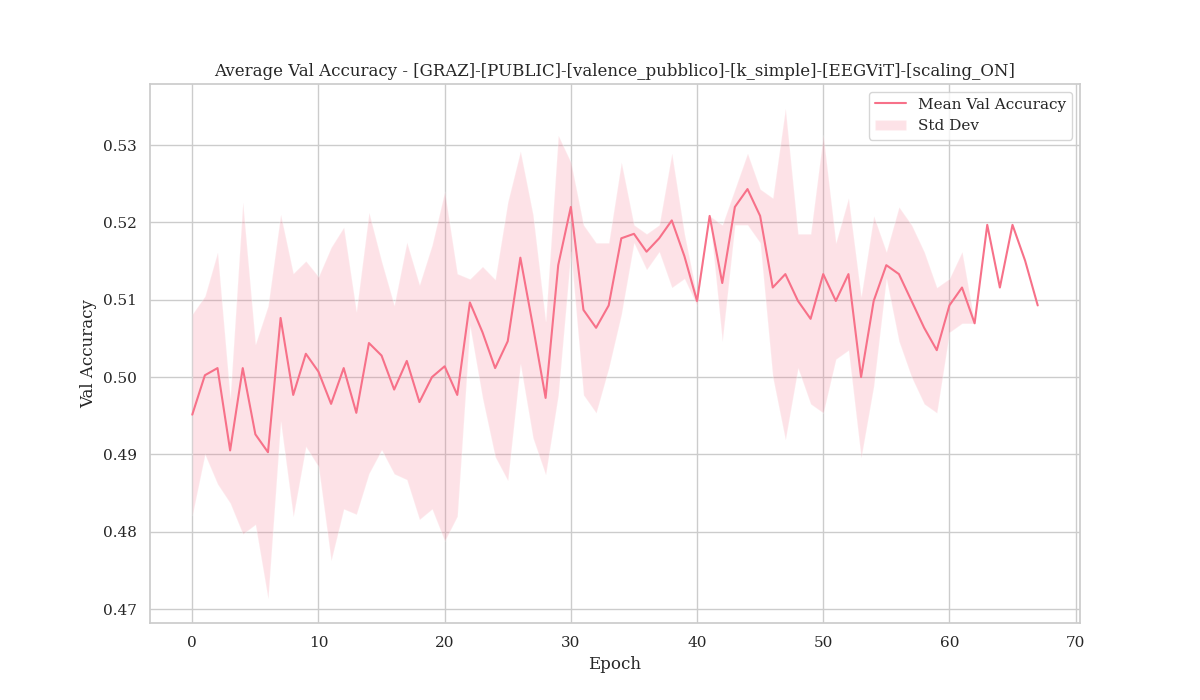 Average Val Accuracy - [GRAZ]-[PUBLIC]-[valence_pubblico]-[k_simple]-[EEGViT]-[scaling_ON]
Mean Val Accuracy
Std Dev
0.53
0.52
0.51
0.50
0.49
0.48
0.47
Val Accuracy
0 10 20 30 40 50 60 70
Epoch